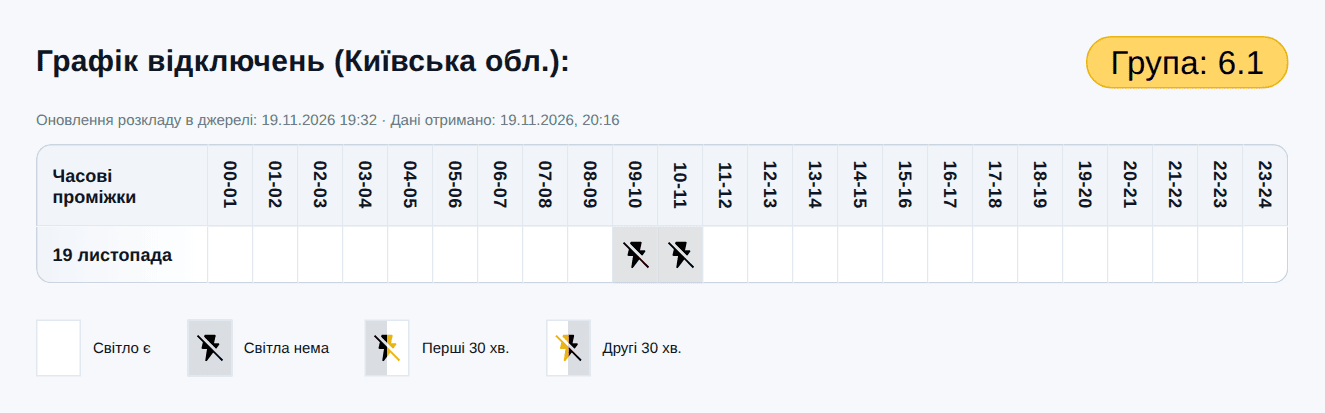 Графік відключень (Київська обл.):
Група: 6.1
Оновлення розкладу в джерелі: 19.11.2026 19:32 · Дані отримано: 19.11.2026, 20:16
Часові
проміжки
00-01
01-02
02-03
03-04
04-05
05-06
06-07
07-08
08-09
09-10
10-11
11-12
12-13
13-14
14-15
15-16
16-17
17-18
18-19
19-20
20-21
21-22
22-23
23-24
19 листопада
Світло є
Світла нема
Перші 30 хв.
Другі 30 хв.